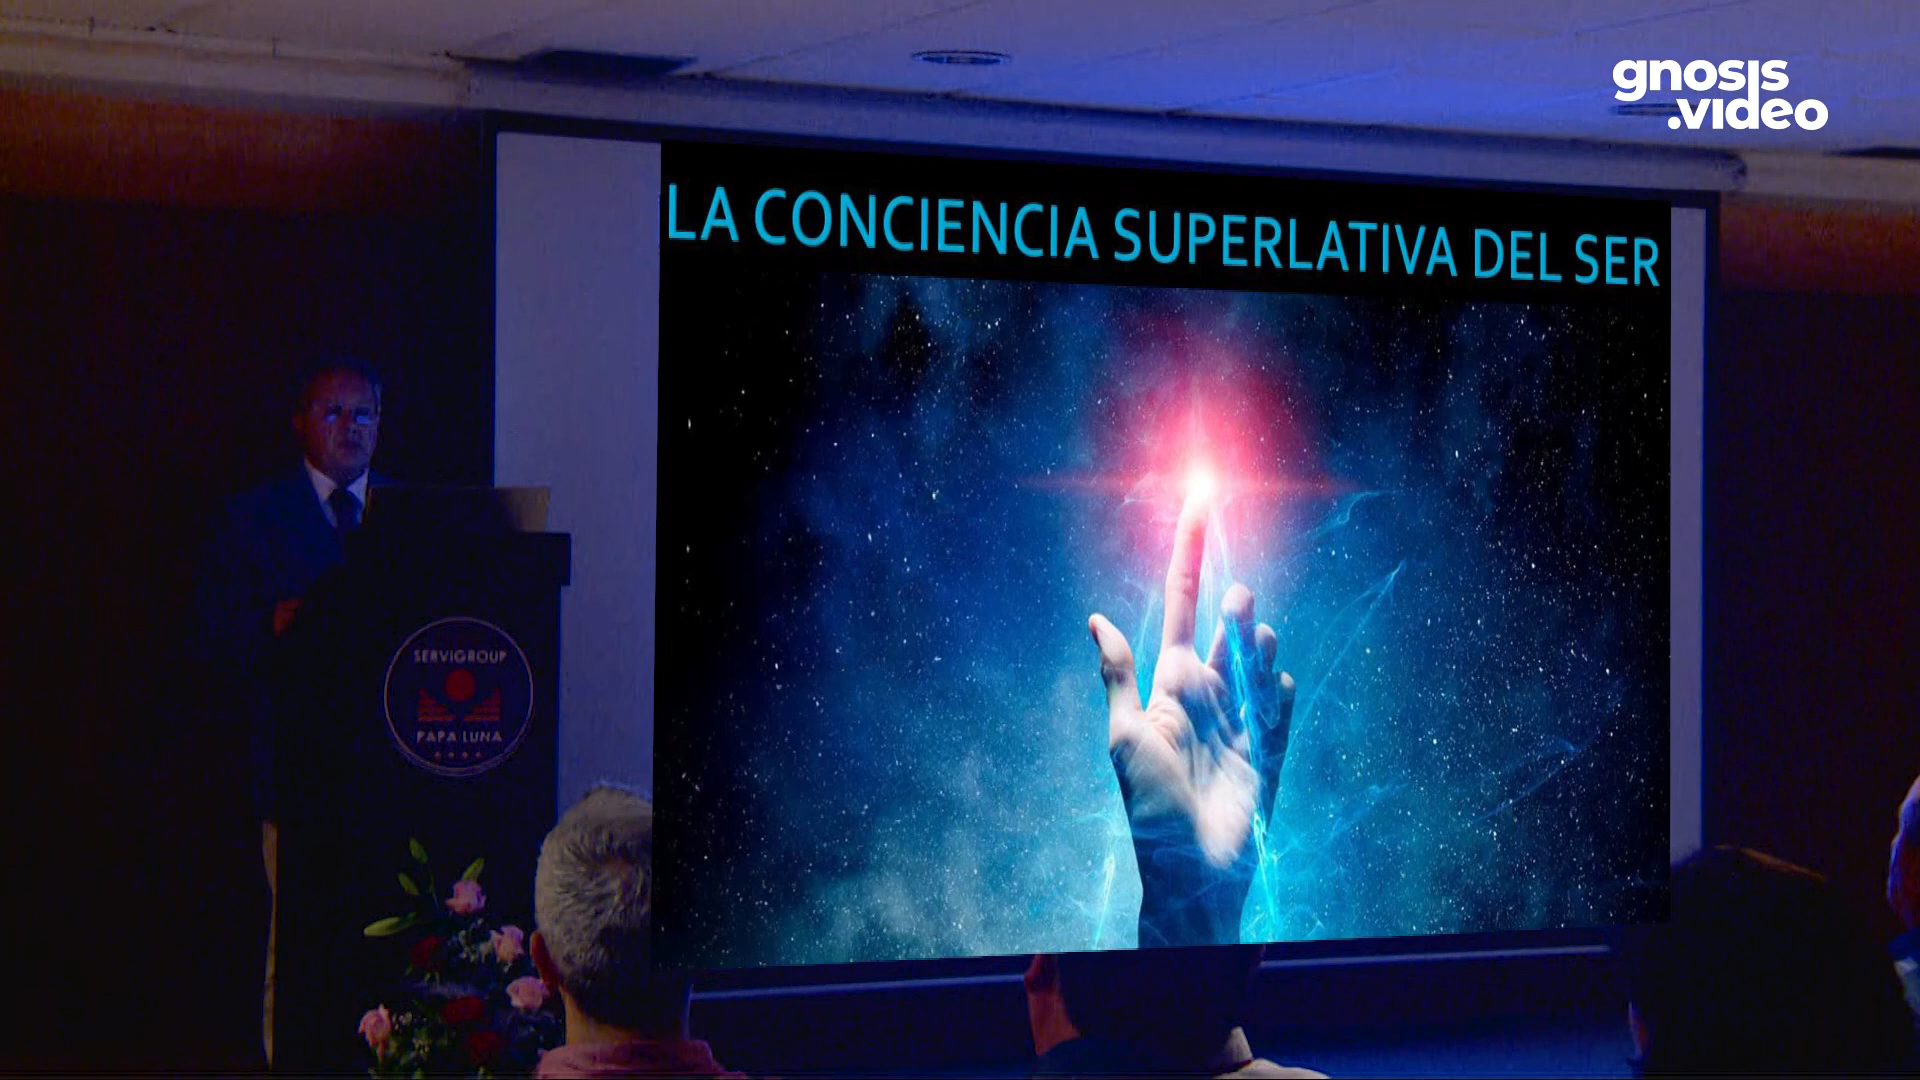 gnosis
.video
LA CONCIENCIA SUPERLATIVA DEL SER
SERVIGROUP
PAPA LUNA